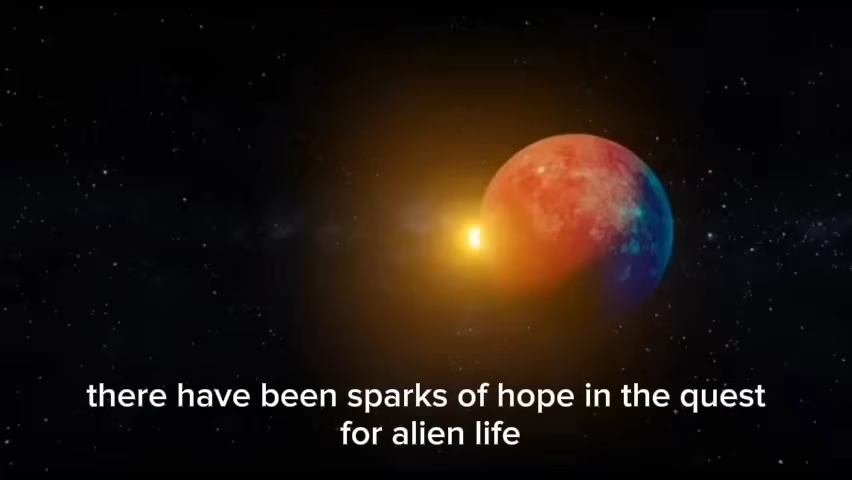 there have been sparks of hope in the quest
for alien life